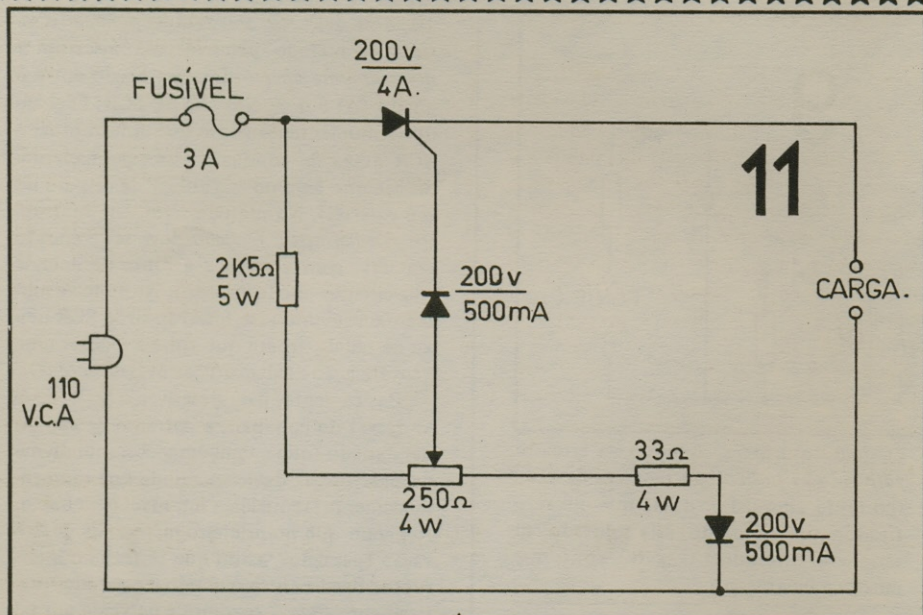 200v
4A.
FUSÍVEL
3A
11
2K5Ω
5W
200v
500mA
CARGA.
110
V.C.A
250Ω
4W
33Ω
4W
200v
500mA